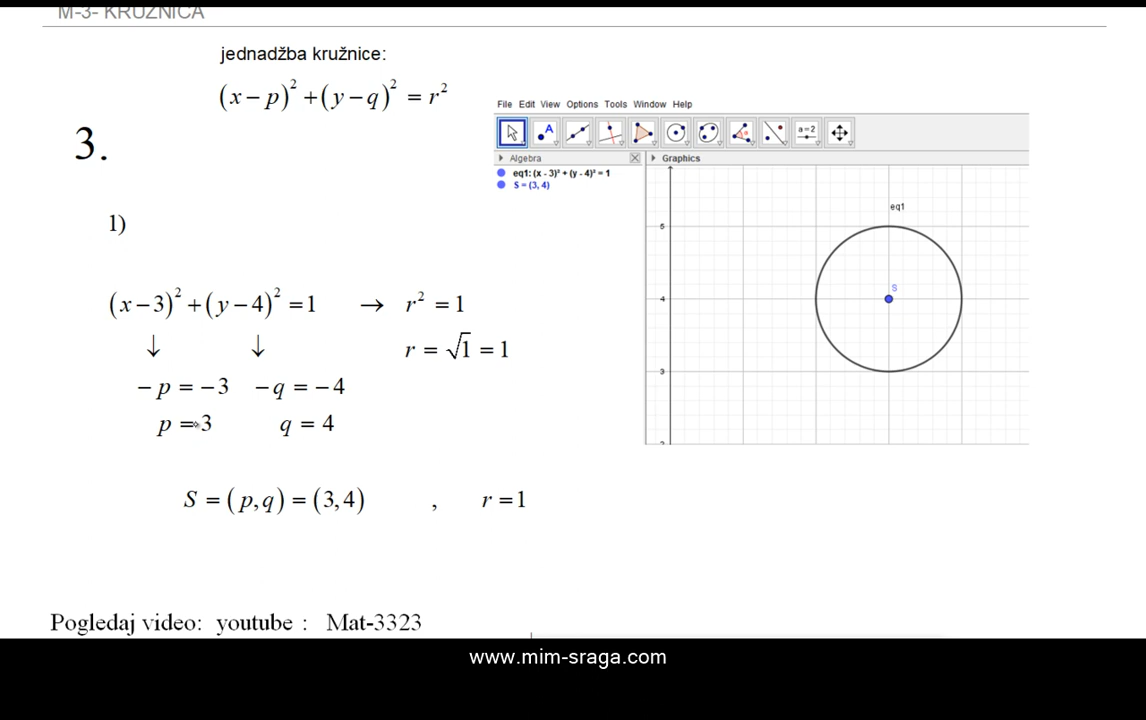 M-3- KRUŽNICA
jednadžba kružnice:
(x − p)² + (y − q)² = r²
3.
File Edit View Options Tools Window Help
A
a=2
Algebra
Graphics
eq1: (x - 3)² + (y - 4)² = 1
S = (3, 4)
eq1
5
S
4
3
1)
(x − 3)² + (y − 4)² = 1 → r² = 1
↓ ↓ r = √1 = 1
− p = −3 − q = −4
p = 3 q = 4
S = (p, q) = (3, 4) , r = 1
Pogledaj video: youtube : Mat-3323
www.mim-sraga.com